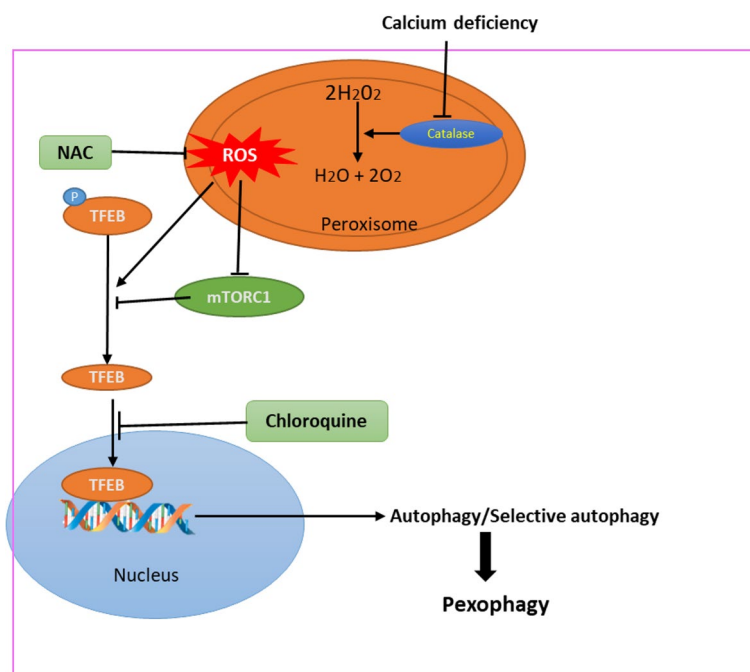 Calcium deficiency
2H2O2
Catalase
NAC
ROS
H2O + 2O2
P
TFEB
Peroxisome
mTORC1
TFEB
Chloroquine
TFEB
Autophagy/Selective autophagy
Nucleus
Pexophagy